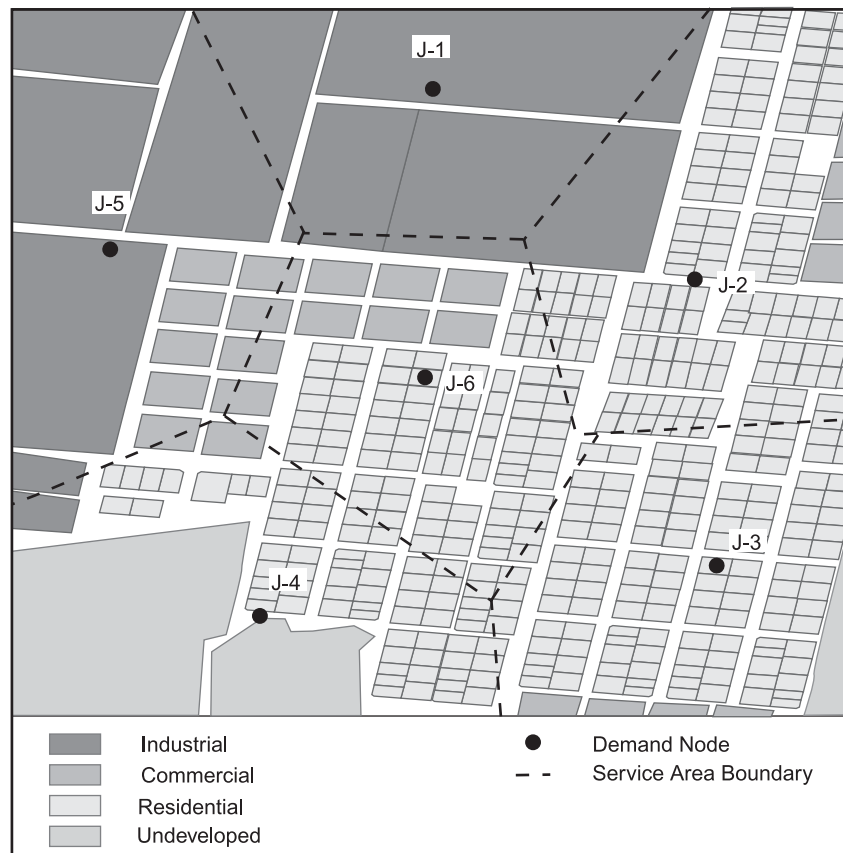 J-1
J-5
J-2
J-6
J-3
J-4
Industrial
Commercial
Residential
Undeveloped
Demand Node
Service Area Boundary